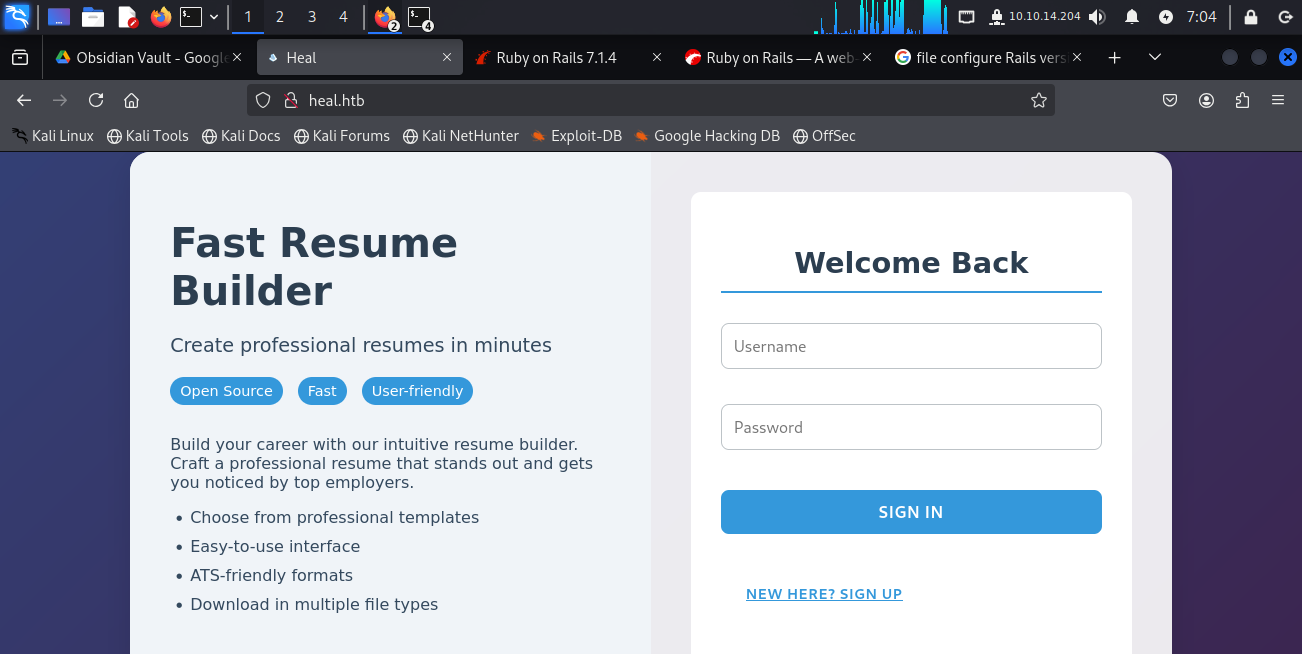 1 2 3 4 2 4 10.10.14.204 7:04
Obsidian Vault - Google Heal Ruby on Rails 7.1.4 Ruby on Rails — A web- file configure Rails vers
heal.htb
Kali Linux Kali Tools Kali Docs Kali Forums Kali NetHunter Exploit-DB Google Hacking DB OffSec
Fast Resume
Builder
Create professional resumes in minutes
Open Source Fast User-friendly
Build your career with our intuitive resume builder.
Craft a professional resume that stands out and gets
you noticed by top employers.
• Choose from professional templates
• Easy-to-use interface
• ATS-friendly formats
• Download in multiple file types
Welcome Back
Username
Password
SIGN IN
NEW HERE? SIGN UP